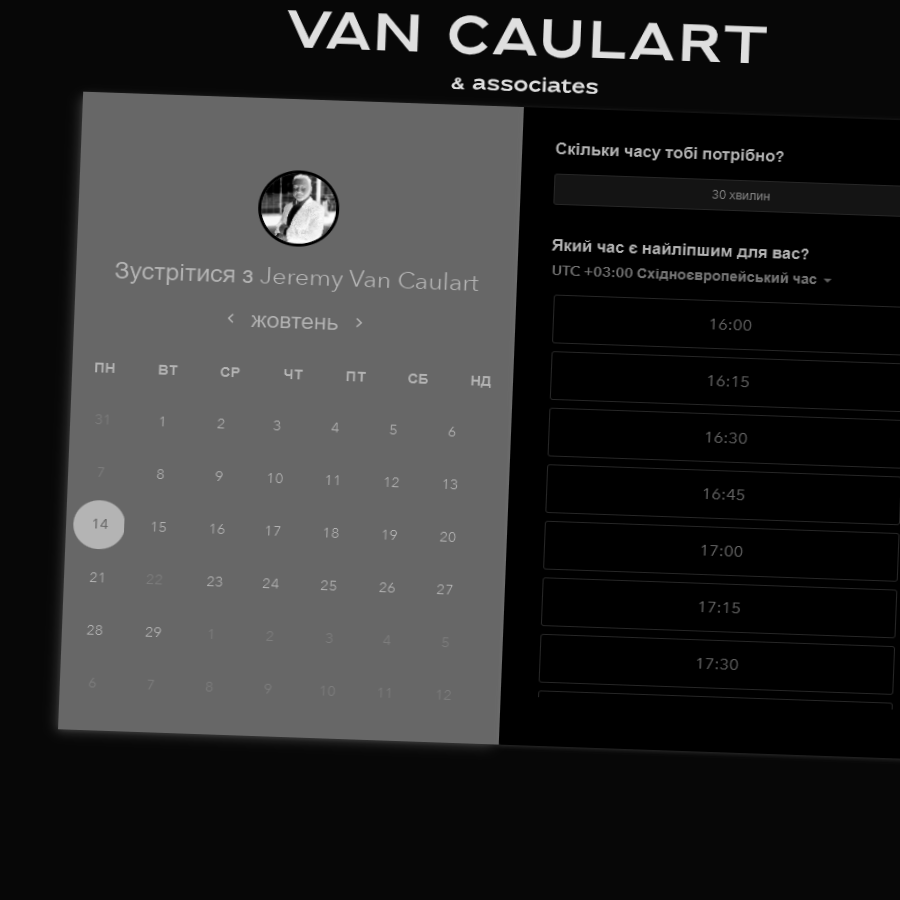 VAN CAULART
& associates
Зустрітися з Jeremy Van Caulart
жовтень
ПН ВТ СР ЧТ ПТ СБ НД
31 1 2 3 4 5 6
7 8 9 10 11 12 13
14 15 16 17 18 19 20
21 22 23 24 25 26 27
28 29 1 2 3 4 5
6 7 8 9 10 11 12
Скільки часу тобі потрібно?
30 хвилин
Який час є найліпшим для вас?
UTC +03:00 Східноєвропейський час
16:00
16:15
16:30
16:45
17:00
17:15
17:30